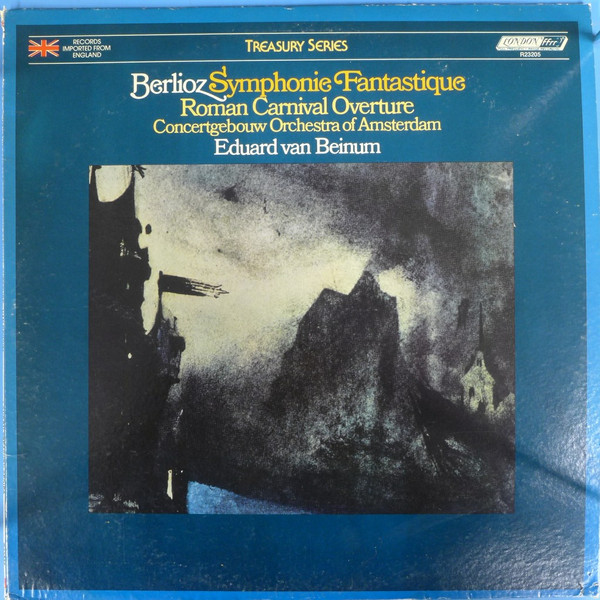 RECORDS
IMPORTED FROM
ENGLAND
TREASURY SERIES
LONDON ffrr
R23205
Berlioz Symphonie Fantastique
Roman Carnival Overture
Concertgebouw Orchestra of Amsterdam
Eduard van Beinum